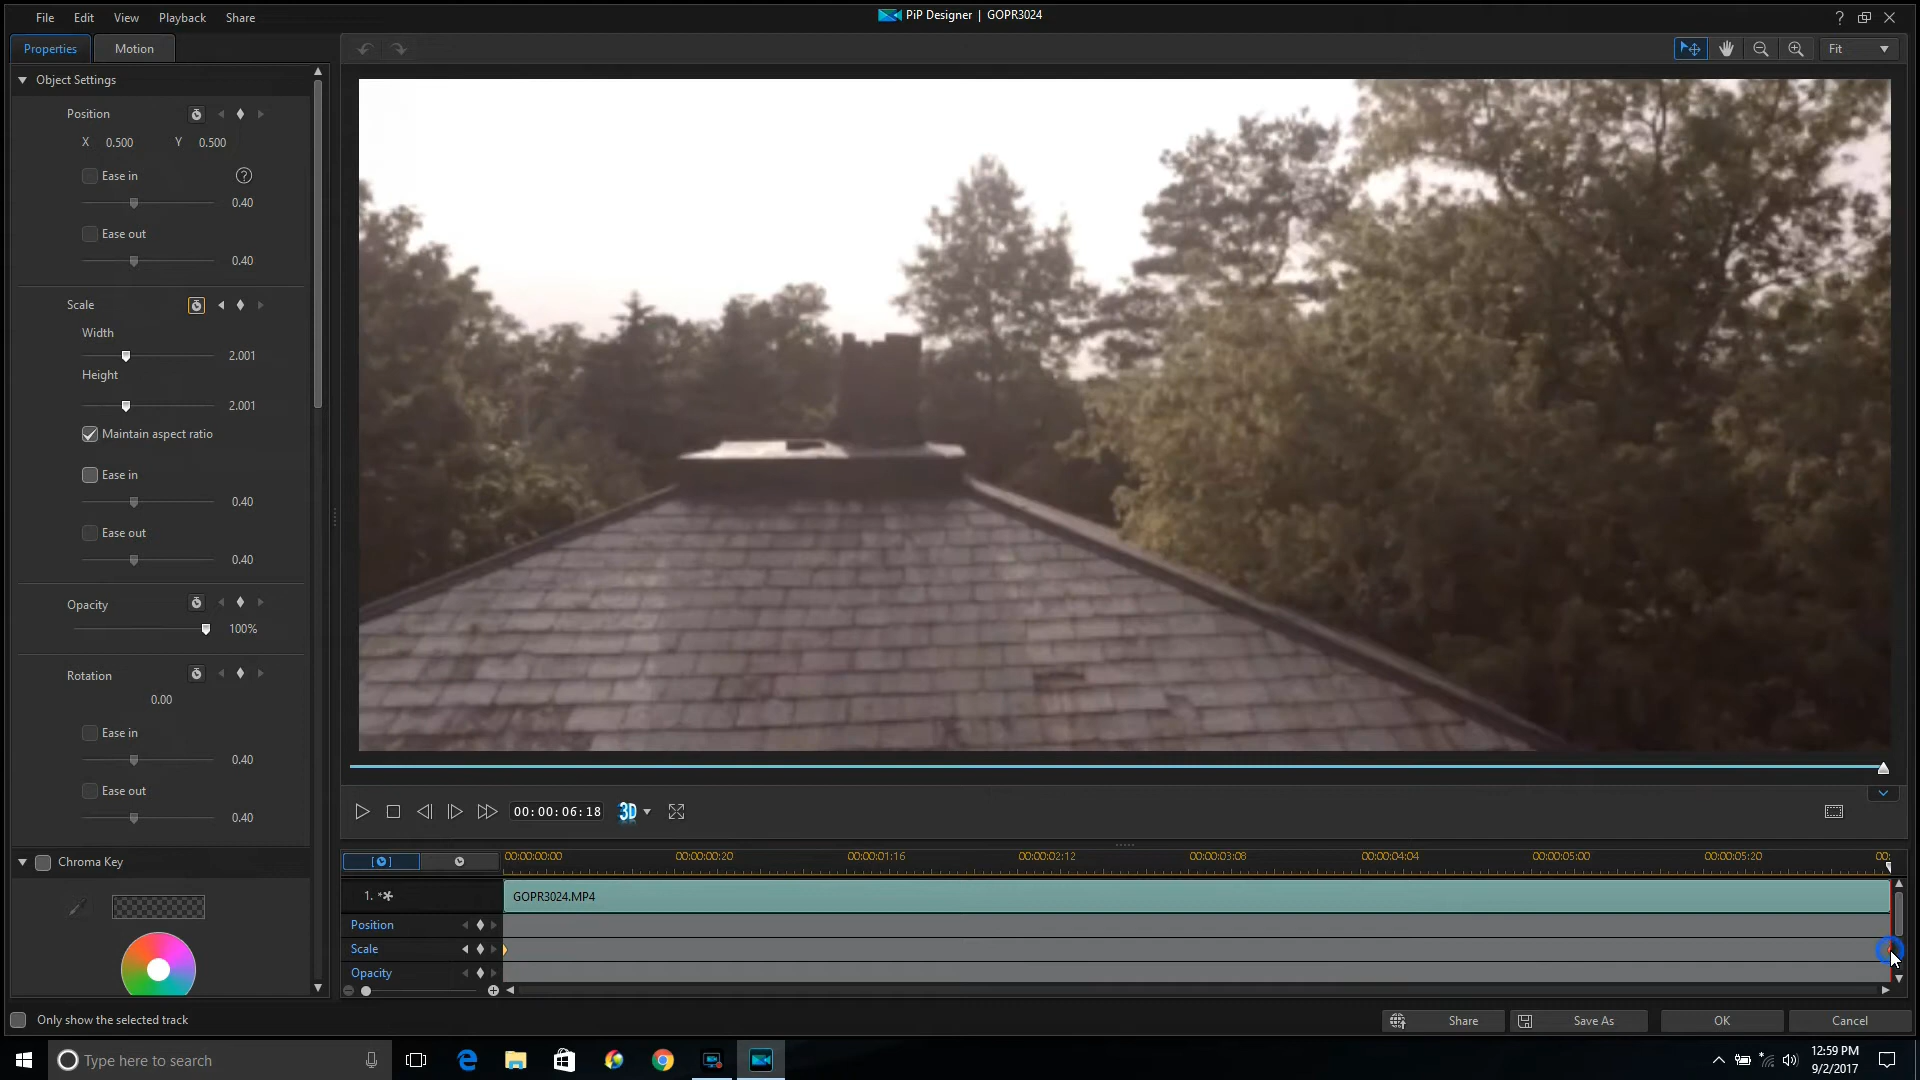 File Edit View Playback Share
PiP Designer | GOPR3024
?
Properties Motion
Fit
Object Settings
Position
X 0.500 Y 0.500
Ease in ?
0.40
Ease out
0.40
Scale
Width
2.001
Height
2.001
Maintain aspect ratio
Ease in
0.40
Ease out
0.40
Opacity
100%
Rotation
0.00
Ease in
0.40
Ease out
0.40
Chroma Key
00:00:06:18 3D
00:00:00:00 00:00:00:20 00:00:01:16 00:00:02:12 00:00:03:08 00:00:04:04 00:00:05:00 00:00:05:20 00:
1. GOPR3024.MP4
Position
Scale
Opacity
Only show the selected track
Share Save As OK Cancel
Type here to search
12:59 PM
9/2/2017